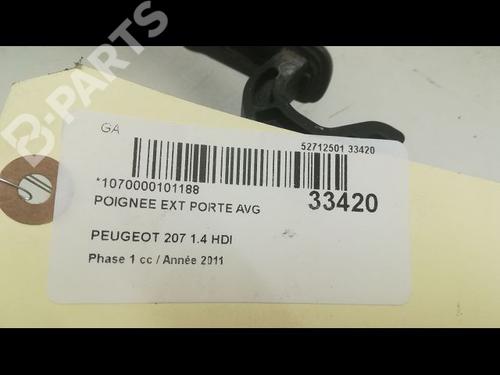 B-PARTS
GA
52712501 33420
*1070000101188
33420
POIGNEE EXT PORTE AVG
PEUGEOT 207 1.4 HDI
Phase 1 cc / Année 2011